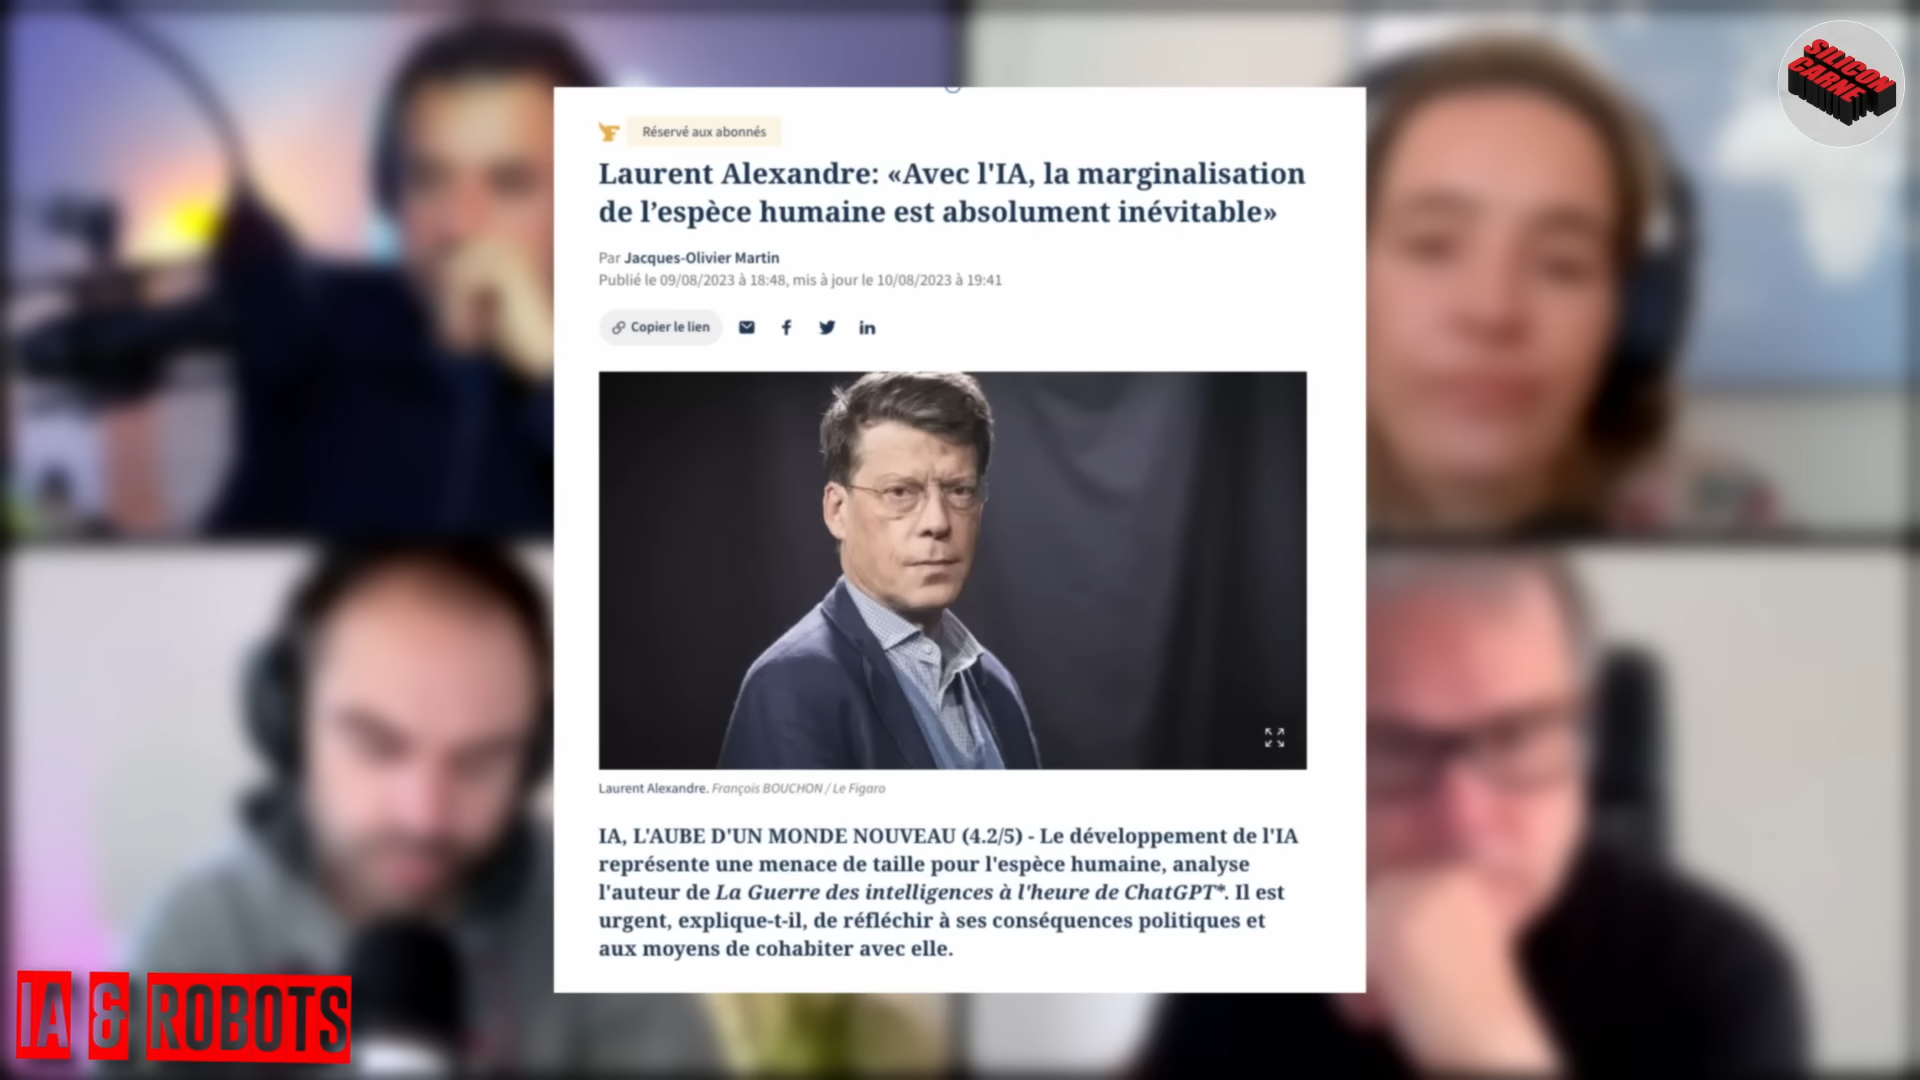 SILICON
CARNE
Réservé aux abonnés
Laurent Alexandre: «Avec l'IA, la marginalisation
de l’espèce humaine est absolument inévitable»
Par Jacques-Olivier Martin
Publié le 09/08/2023 à 18:48, mis à jour le 10/08/2023 à 19:41
Copier le lien
Laurent Alexandre. François BOUCHON / Le Figaro
IA, L'AUBE D'UN MONDE NOUVEAU (4.2/5) - Le développement de l'IA
représente une menace de taille pour l'espèce humaine, analyse
l'auteur de La Guerre des intelligences à l'heure de ChatGPT*. Il est
urgent, explique-t-il, de réfléchir à ses conséquences politiques et
aux moyens de cohabiter avec elle.
IA & ROBOTS